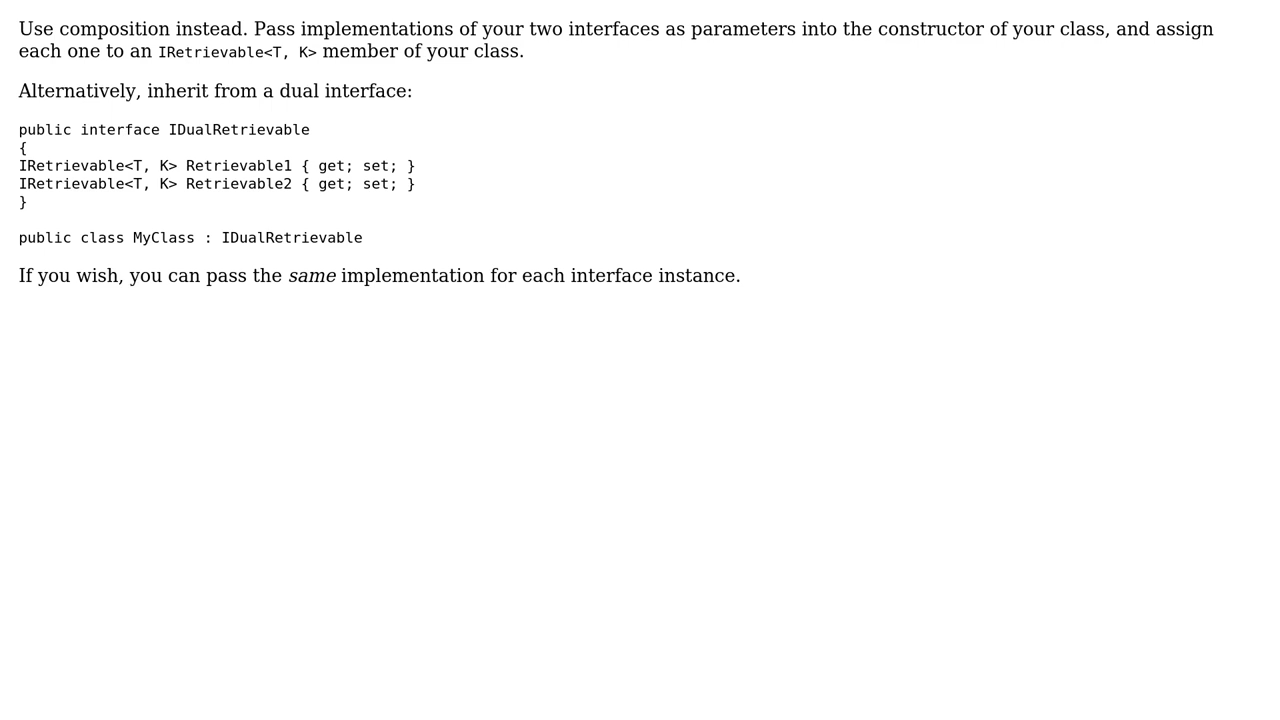 Use composition instead. Pass implementations of your two interfaces as parameters into the constructor of your class, and assign
each one to an IRetrievable<T, K> member of your class.
Alternatively, inherit from a dual interface:
public interface IDualRetrievable
{
IRetrievable<T, K> Retrievable1 { get; set; }
IRetrievable<T, K> Retrievable2 { get; set; }
}
public class MyClass : IDualRetrievable
If you wish, you can pass the same implementation for each interface instance.